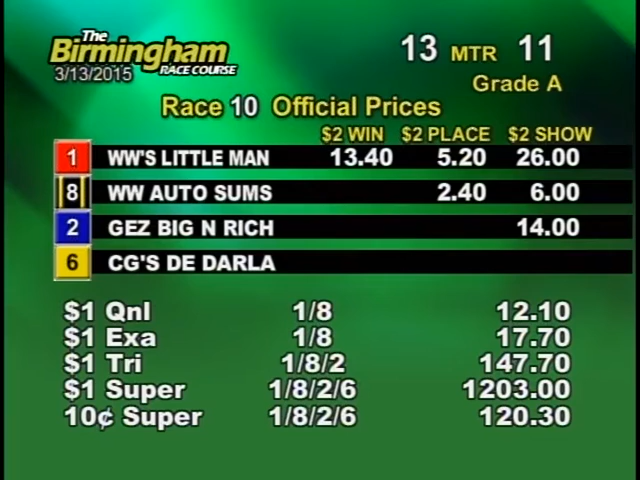 The
Birmingham
RACE COURSE
3/13/2015
13 MTR 11
Grade A
Race 10 Official Prices
$2 WIN $2 PLACE $2 SHOW
1 WW'S LITTLE MAN 13.40 5.20 26.00
8 WW AUTO SUMS 2.40 6.00
2 GEZ BIG N RICH 14.00
6 CG'S DE DARLA
$1 Qnl 1/8 12.10
$1 Exa 1/8 17.70
$1 Tri 1/8/2 147.70
$1 Super 1/8/2/6 1203.00
10¢ Super 1/8/2/6 120.30